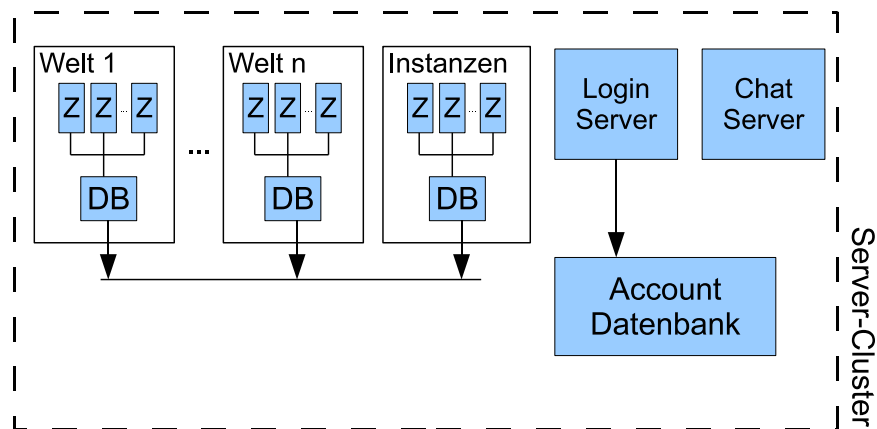 Welt 1
Z Z ... Z
DB
...
Welt n
Z Z ... Z
DB
Instanzen
Z Z ... Z
DB
Login
Server
Chat
Server
Account
Datenbank
Server-Cluster